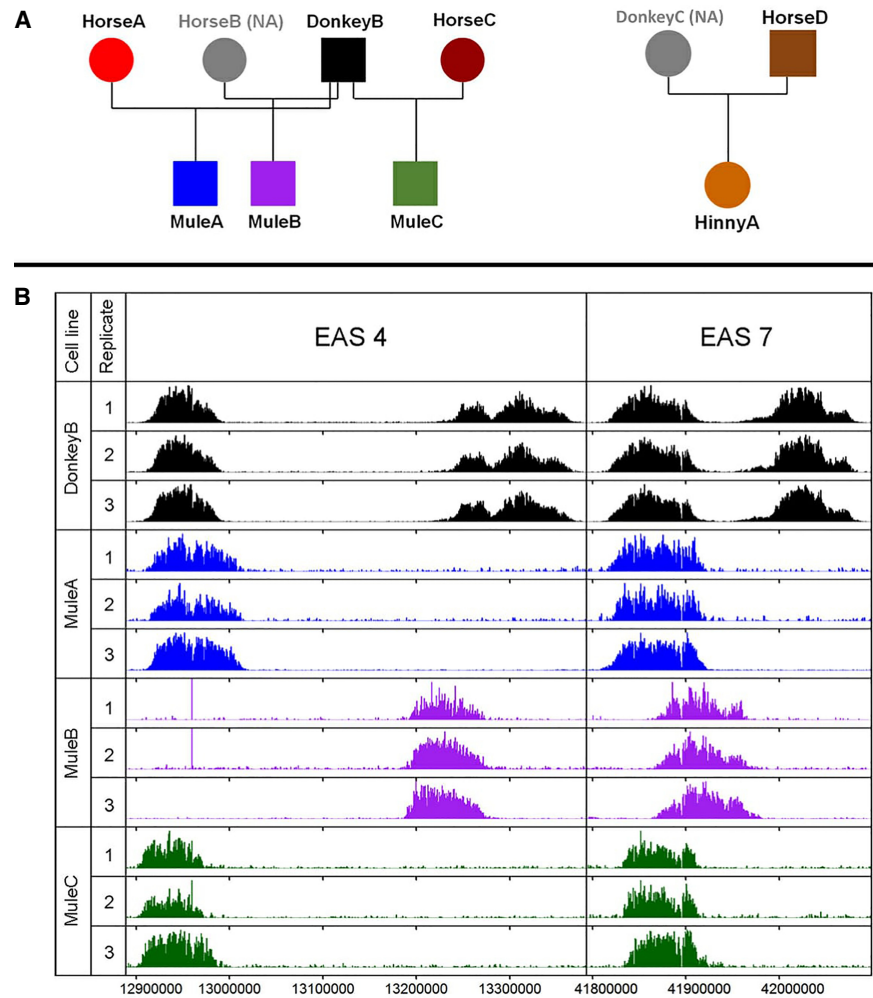 A
HorseA HorseB (NA) DonkeyB HorseC DonkeyC (NA) HorseD
MuleA MuleB MuleC HinnyA
B
Cell line Replicate EAS 4 EAS 7
DonkeyB
1
2
3
MuleA
1
2
3
MuleB
1
2
3
MuleC
1
2
3
12900000 13000000 13100000 13200000 13300000 41800000 41900000 42000000